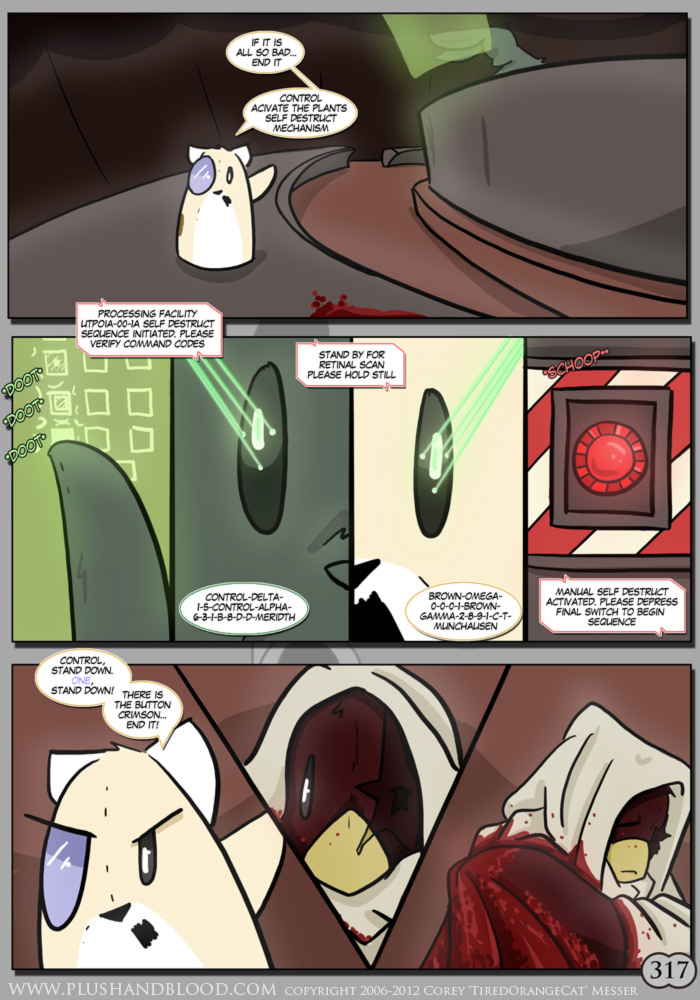 IF IT IS
ALL SO BAD...
END IT
CONTROL
ACIVATE THE PLANTS
SELF DESTRUCT
MECHANISM
PROCESSING FACILITY
UTPOIA-00-IA SELF DESTRUCT
SEQUENCE INITIATED. PLEASE
VERIFY COMMAND CODES
*DOOT*
*DOOT*
*DOOT*
CONTROL-DELTA-
1-5-CONTROL-ALPHA-
6-3-1-B-8-D-D-MERIDTH
STAND BY FOR
RETINAL SCAN
PLEASE HOLD STILL
BROWN-OMEGA-
0-0-0-1-BROWN-
GAMMA-2-8-9-1-C-T-
MUNCHAUSEN
*SCHOOP*
MANUAL SELF DESTRUCT
ACTIVATED. PLEASE DEPRESS
FINAL SWITCH TO BEGIN
SEQUENCE
CONTROL,
STAND DOWN.
ONE,
STAND DOWN!
THERE IS
THE BUTTON
CRIMSON...
END IT!
317
WWW.PLUSHANDBLOOD.COM COPYRIGHT 2006-2012 COREY 'TIREDORANGECAT' MESSER